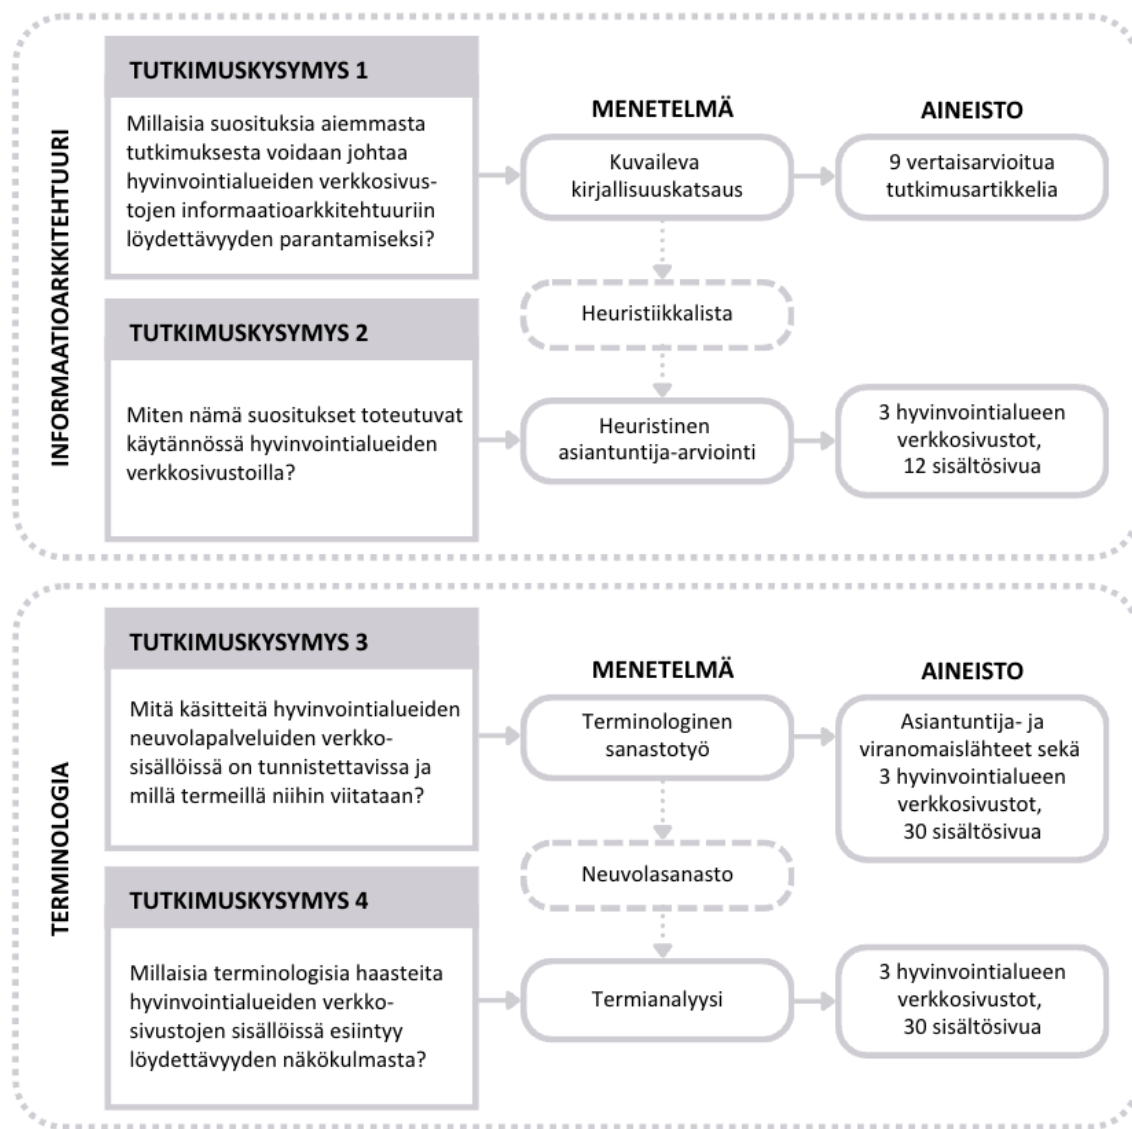 INFORMAATIOARKKITEHTUURI
TUTKIMUSKYSYMYS 1
Millaisia suosituksia aiemmasta
tutkimuksesta voidaan johtaa
hyvinvointialueiden verkkosivus-
tojen informaatioarkkitehtuuriin
löydettävyyden parantamiseksi?
MENETELMÄ
Kuvaileva
kirjallisuuskatsaus
AINEISTO
9 vertaisarvioitua
tutkimusartikkelia
Heuristiikkalista
TUTKIMUSKYSYMYS 2
Miten nämä suositukset toteutuvat
käytännössä hyvinvointialueiden
verkkosivustoilla?
Heuristinen
asiantuntija-arviointi
3 hyvinvointialueen
verkkosivustot,
12 sisältösivua
TERMINOLOGIA
TUTKIMUSKYSYMYS 3
Mitä käsitteitä hyvinvointialueiden
neuvolapalveluiden verkko-
sisällöissä on tunnistettavissa ja
millä termeillä niihin viitataan?
MENETELMÄ
Terminologinen
sanastotyö
AINEISTO
Asiantuntija- ja
viranomaislähteet sekä
3 hyvinvointialueen
verkkosivustot,
30 sisältösivua
Neuvolasanasto
TUTKIMUSKYSYMYS 4
Millaisia terminologisia haasteita
hyvinvointialueiden verkko-
sivustojen sisällöissä esiintyy
löydettävyyden näkökulmasta?
Termianalyysi
3 hyvinvointialueen
verkkosivustot,
30 sisältösivua